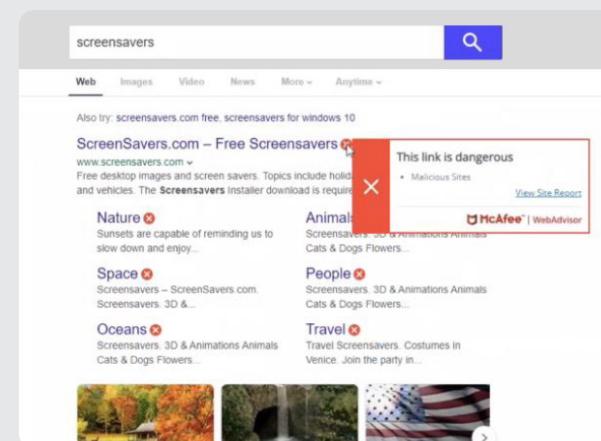 screensavers
Web Images Video News More Anytime
Also try: screensavers.com free, screensavers for windows 10
ScreenSavers.com – Free Screensavers
www.screensavers.com
Free desktop images and screen savers. Topics include holid
and vehicles. The Screensavers Installer download is require
This link is dangerous
• Malicious Sites
View Site Report
McAfee™ | WebAdvisor
Nature
Sunsets are capable of reminding us to
slow down and enjoy...
Animals
Screensavers. 3D & Animations Animals
Cats & Dogs Flowers...
Space
Screensavers – ScreenSavers.com.
Screensavers. 3D &...
People
Screensavers. 3D & Animations Animals
Cats & Dogs Flowers...
Oceans
Screensavers. 3D & Animations Animals
Cats & Dogs Flowers...
Travel
Travel Screensavers. Costumes in
Venice. Join the party in...